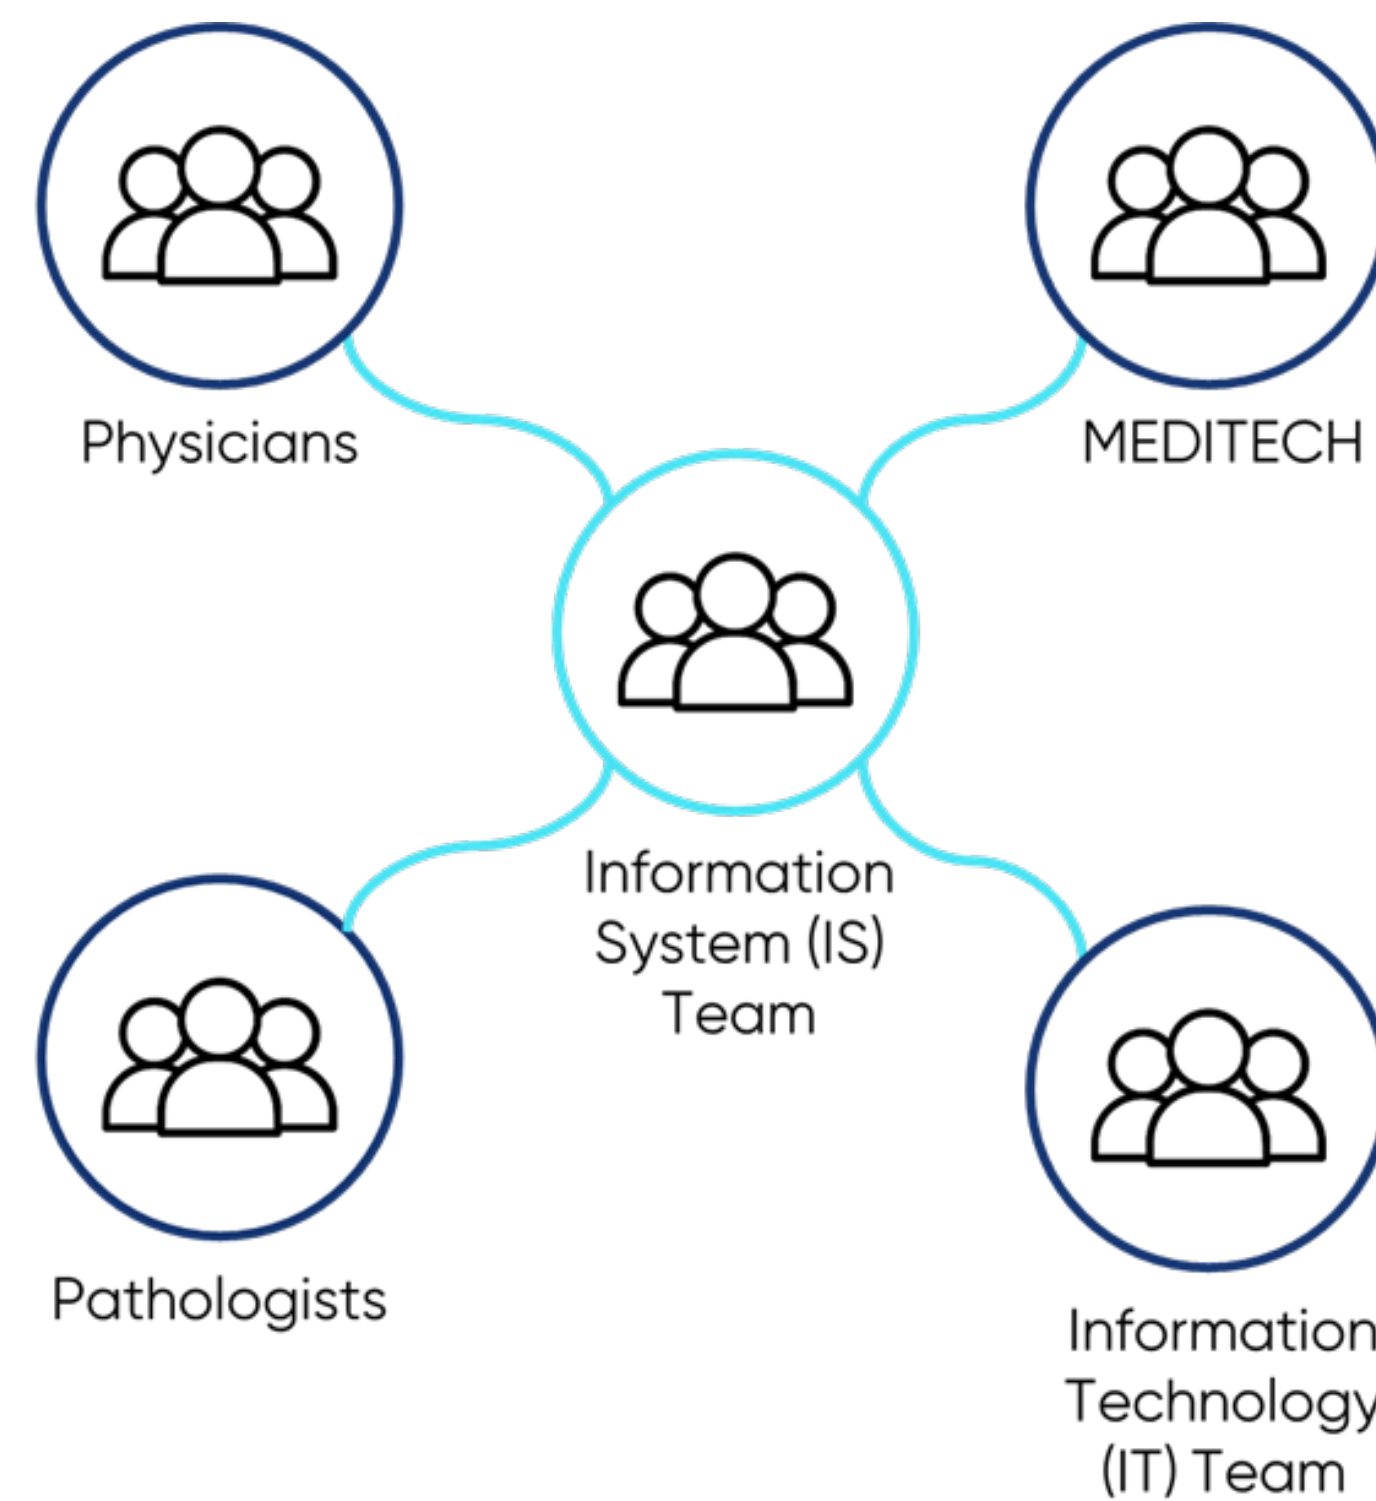 Physicians
MEDITECH
Information
System (IS)
Team
Pathologists
Information
Technology
(IT) Team